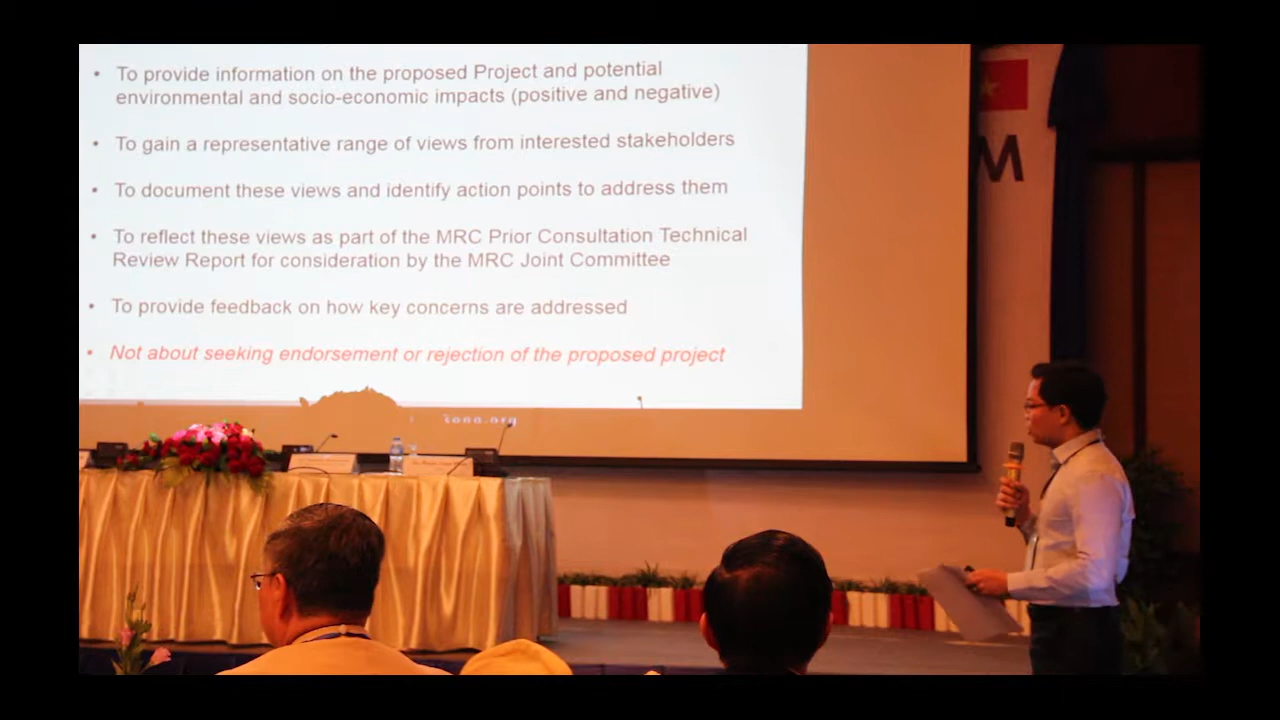 • To provide information on the proposed Project and potential
environmental and socio-economic impacts (positive and negative)
• To gain a representative range of views from interested stakeholders
• To document these views and identify action points to address them
• To reflect these views as part of the MRC Prior Consultation Technical
Review Report for consideration by the MRC Joint Committee
• To provide feedback on how key concerns are addressed
• Not about seeking endorsement or rejection of the proposed project
M